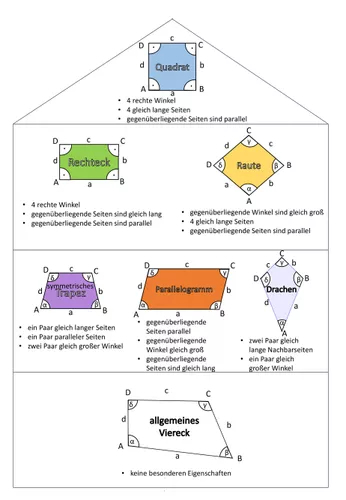 D c C
d Quadrat b
A a B
• 4 rechte Winkel
• 4 gleich lange Seiten
• gegenüberliegende Seiten sind parallel
D c C
d Rechteck b
A a B
• 4 rechte Winkel
• gegenüberliegende Seiten sind gleich lang
• gegenüberliegende Seiten sind parallel
C
d γ c
D δ Raute β B
a α b
A
• gegenüberliegende Winkel sind gleich groß
• 4 gleich lange Seiten
• gegenüberliegende Seiten sind parallel
D c C
δ γ
d symmetrisches b
Trapez
α β
A a B
• ein Paar gleich langer Seiten
• ein Paar paralleler Seiten
• zwei Paar gleich großer Winkel
D c C
δ γ
d Parallelogramm b
α β
A a B
• gegenüberliegende
Seiten parallel
• gegenüberliegende
Winkel gleich groß
• gegenüberliegende
Seiten sind gleich lang
C
c γ b
D δ β B
Drachen
d a
α
A
• zwei Paar gleich
lange Nachbarseiten
• ein Paar gleich
großer Winkel
D c C
δ γ
d allgemeines b
Viereck
A α β B
a
• keine besonderen Eigenschaften